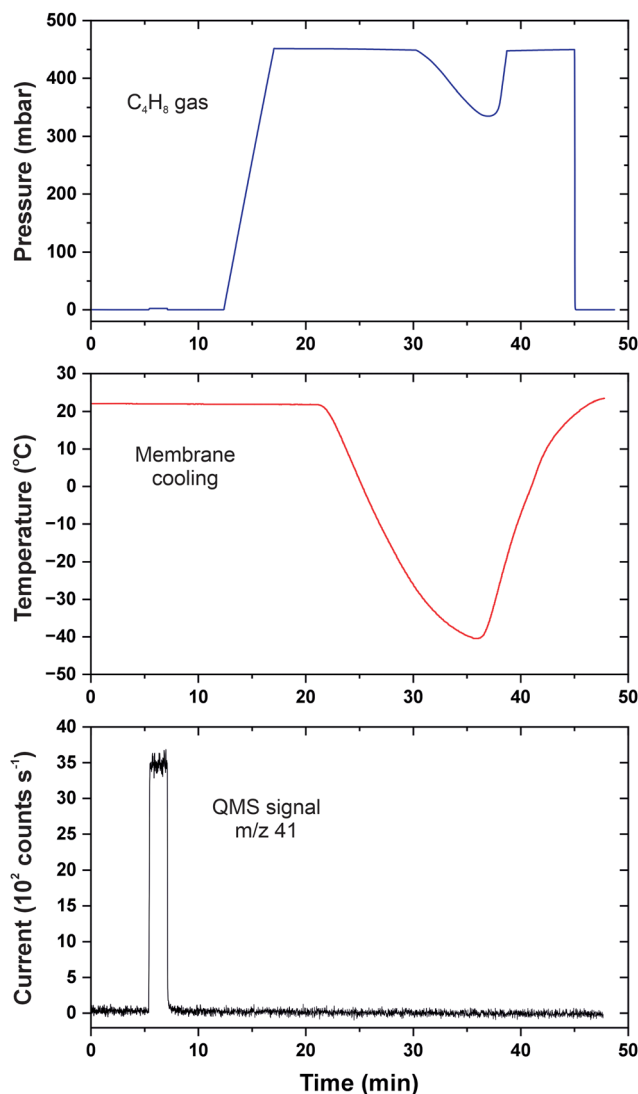 500
400
300
200
100
0
Pressure (mbar)
C₄H₈ gas
0 10 20 30 40 50
30
20
10
0
−10
−20
−30
−40
−50
Temperature (°C)
Membrane
cooling
0 10 20 30 40 50
40
35
30
25
20
15
10
5
0
Current (10² counts s⁻¹)
QMS signal
m/z 41
0 10 20 30 40 50
Time (min)